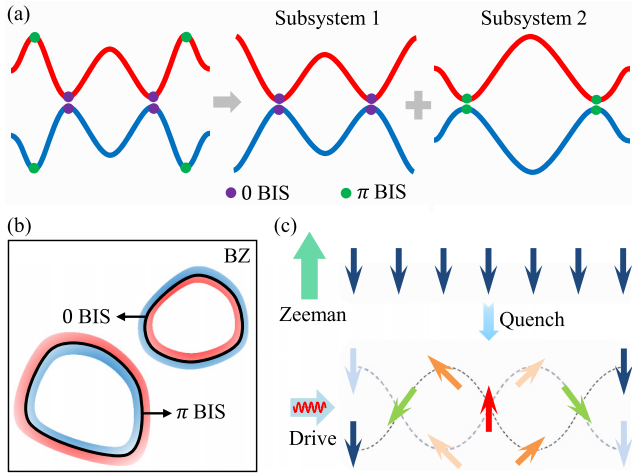 (a)
Subsystem 1
Subsystem 2
0 BIS
π BIS
(b)
BZ
0 BIS
π BIS
(c)
Zeeman
Quench
Drive